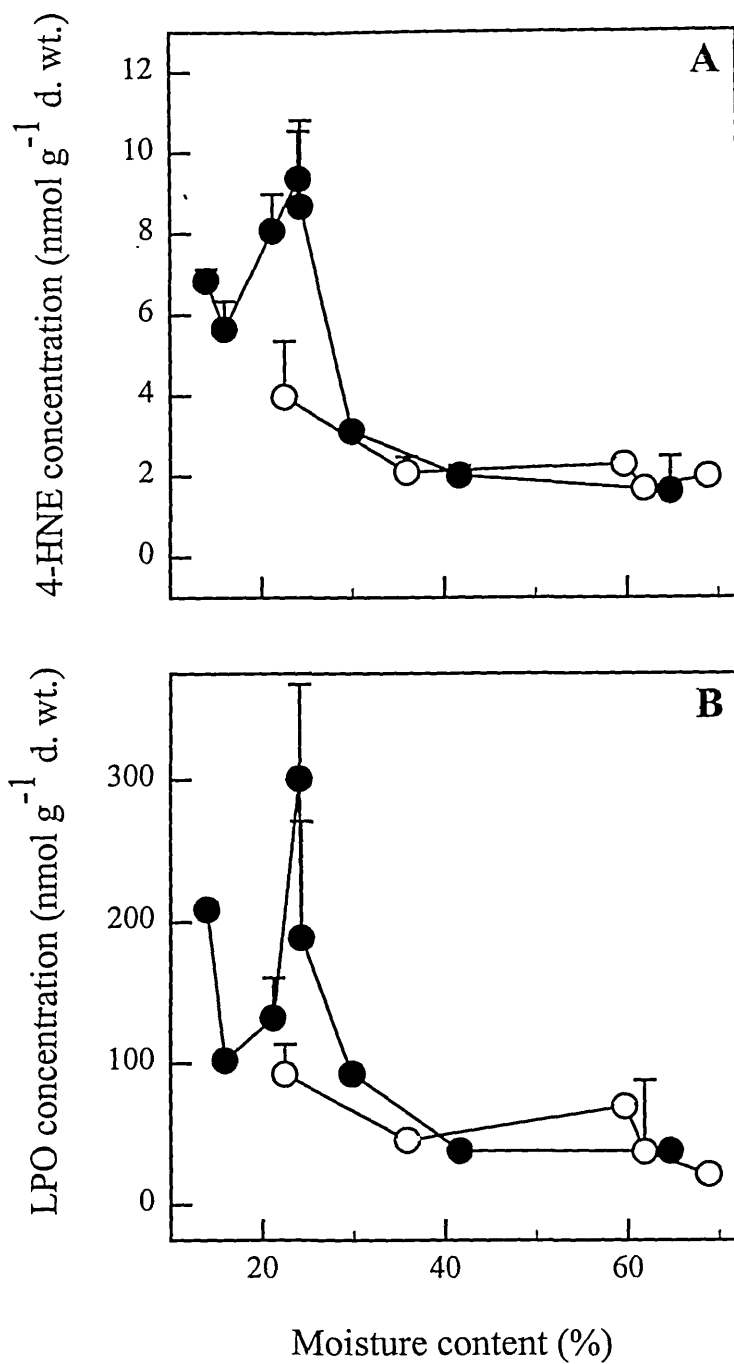 A
4-HNE concentration (nmol g⁻¹ d. wt.)
12
10
8
6
4
2
0
B
LPO concentration (nmol g⁻¹ d. wt.)
300
200
100
0
20
40
60
Moisture content (%)